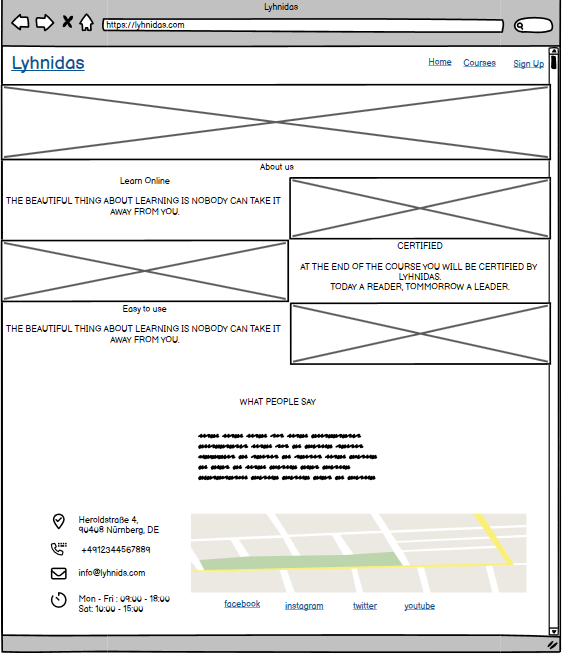 Lyhnidas
https://lyhnidas.com
Lyhnidas
Home Courses Sign Up
About us
Learn Online
THE BEAUTIFUL THING ABOUT LEARNING IS NOBODY CAN TAKE IT
AWAY FROM YOU.
CERTIFIED
AT THE END OF THE COURSE YOU WILL BE CERTIFIED BY
LYHNIDAS.
TODAY A READER, TOMMORROW A LEADER.
Easy to use
THE BEAUTIFUL THING ABOUT LEARNING IS NOBODY CAN TAKE IT
AWAY FROM YOU.
WHAT PEOPLE SAY
Heroldstraße 4,
90408 Nürnberg, DE
+4912344567889
info@lyhnids.com
Mon - Fri : 09:00 - 18:00
Sat: 10:00 - 15:00
facebook instagram twitter youtube